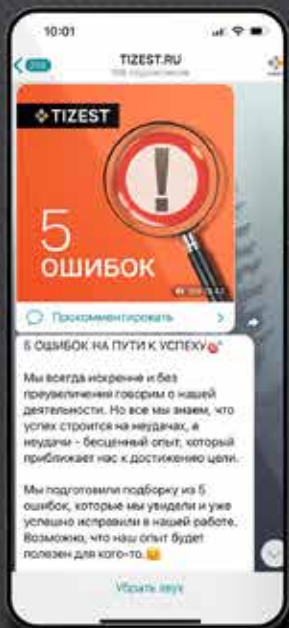 10:01
TIZEST.RU
TIZEST
5
ОШИБОК
Прокомментировать
5 ОШИБОК НА ПУТИ К УСПЕХУ
Мы всегда искренне и без
преувеличения говорим о нашей
деятельности. Но все мы знаем, что
успех строится на неудачах, а
неудачи – бесценный опыт, который
приближает нас к достижению цели.
Мы подготовили подборку из 5
ошибок, которые мы увидели и уже
успешно исправили в нашей работе.
Возможно, что наш опыт будет
полезен для кого-то.
Убрать звук